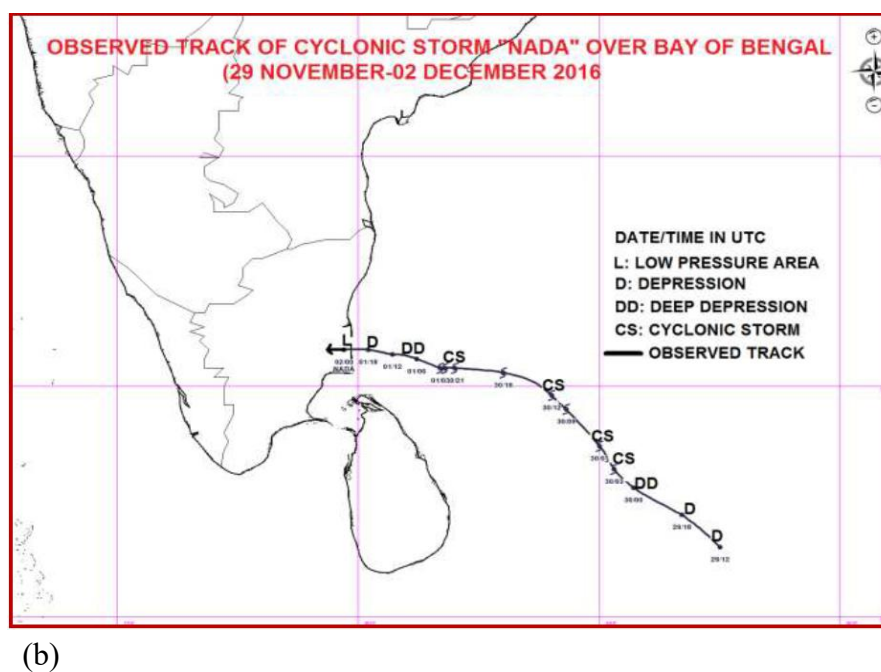 OBSERVED TRACK OF CYCLONIC STORM "NADA" OVER BAY OF BENGAL
(29 NOVEMBER-02 DECEMBER 2016
DATE/TIME IN UTC
L: LOW PRESSURE AREA
D: DEPRESSION
DD: DEEP DEPRESSION
CS: CYCLONIC STORM
OBSERVED TRACK
L D DD CS
02/00 01/18 01/12 01/06
NADA
30/18
CS
30/12
30/09
CS
CS
30/03
DD
30/00
D
29/18
D
29/12
(b)